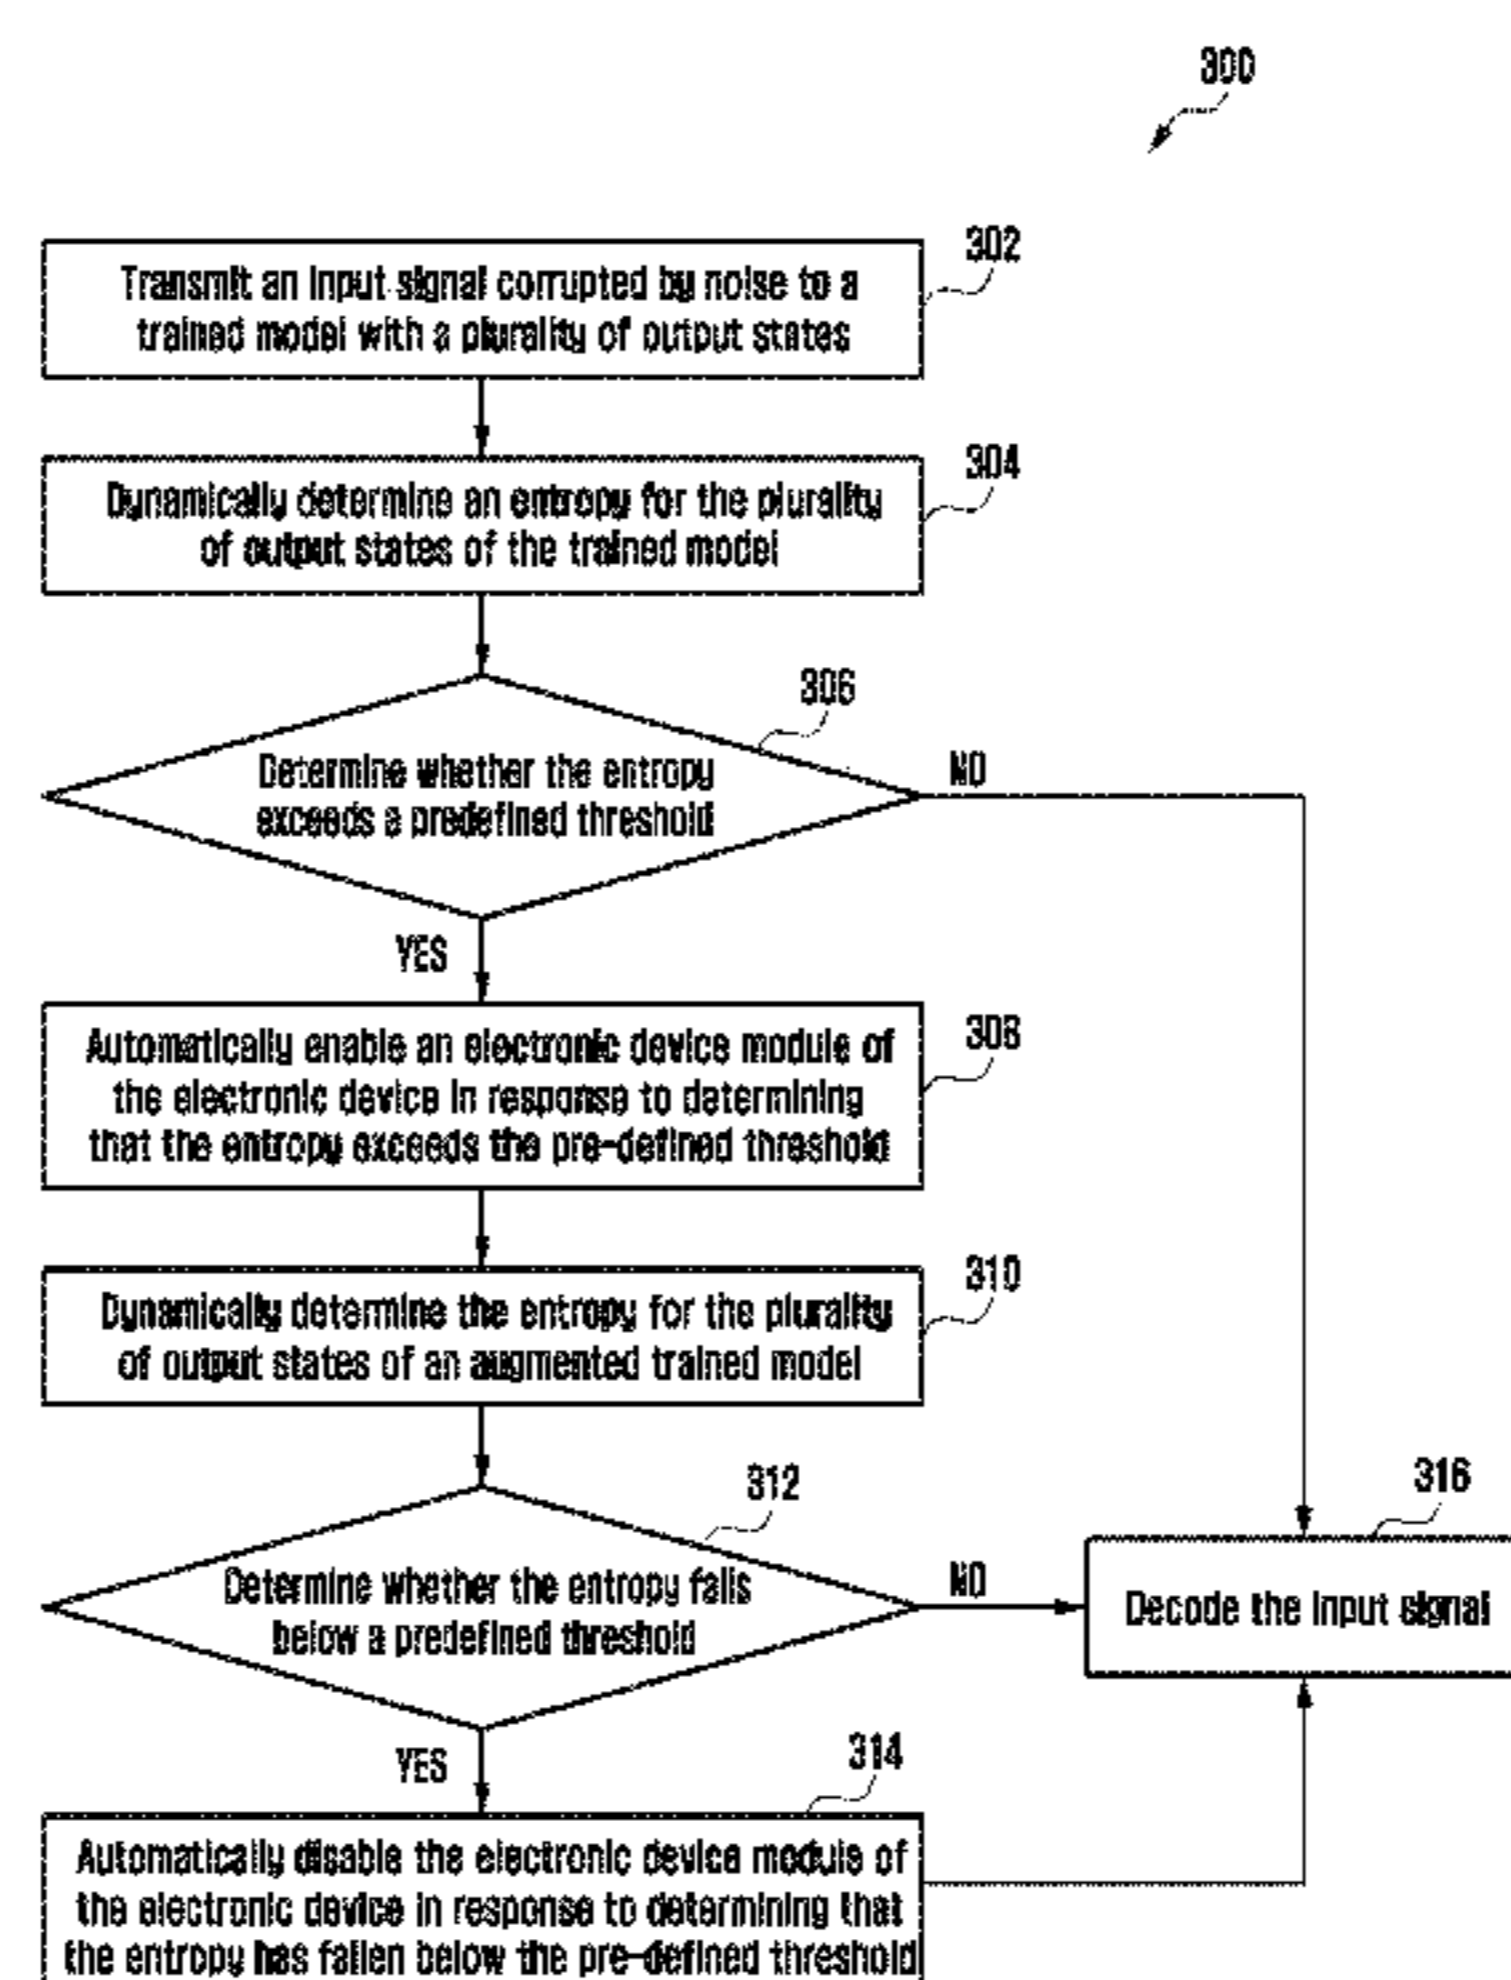 300
302
Transmit an input signal corrupted by noise to a
trained model with a plurality of output states
304
Dynamically determine an entropy for the plurality
of output states of the trained model
306
Determine whether the entropy
exceeds a predefined threshold
NO
YES
308
Automatically enable an electronic device module of
the electronic device in response to determining
that the entropy exceeds the pre-defined threshold
310
Dynamically determine the entropy for the plurality
of output states of an augmented trained model
312
Determine whether the entropy falls
below a predefined threshold
NO
316
Decode the input signal
YES
314
Automatically disable the electronic device module of
the electronic device in response to determining that
the entropy has fallen below the pre-defined threshold